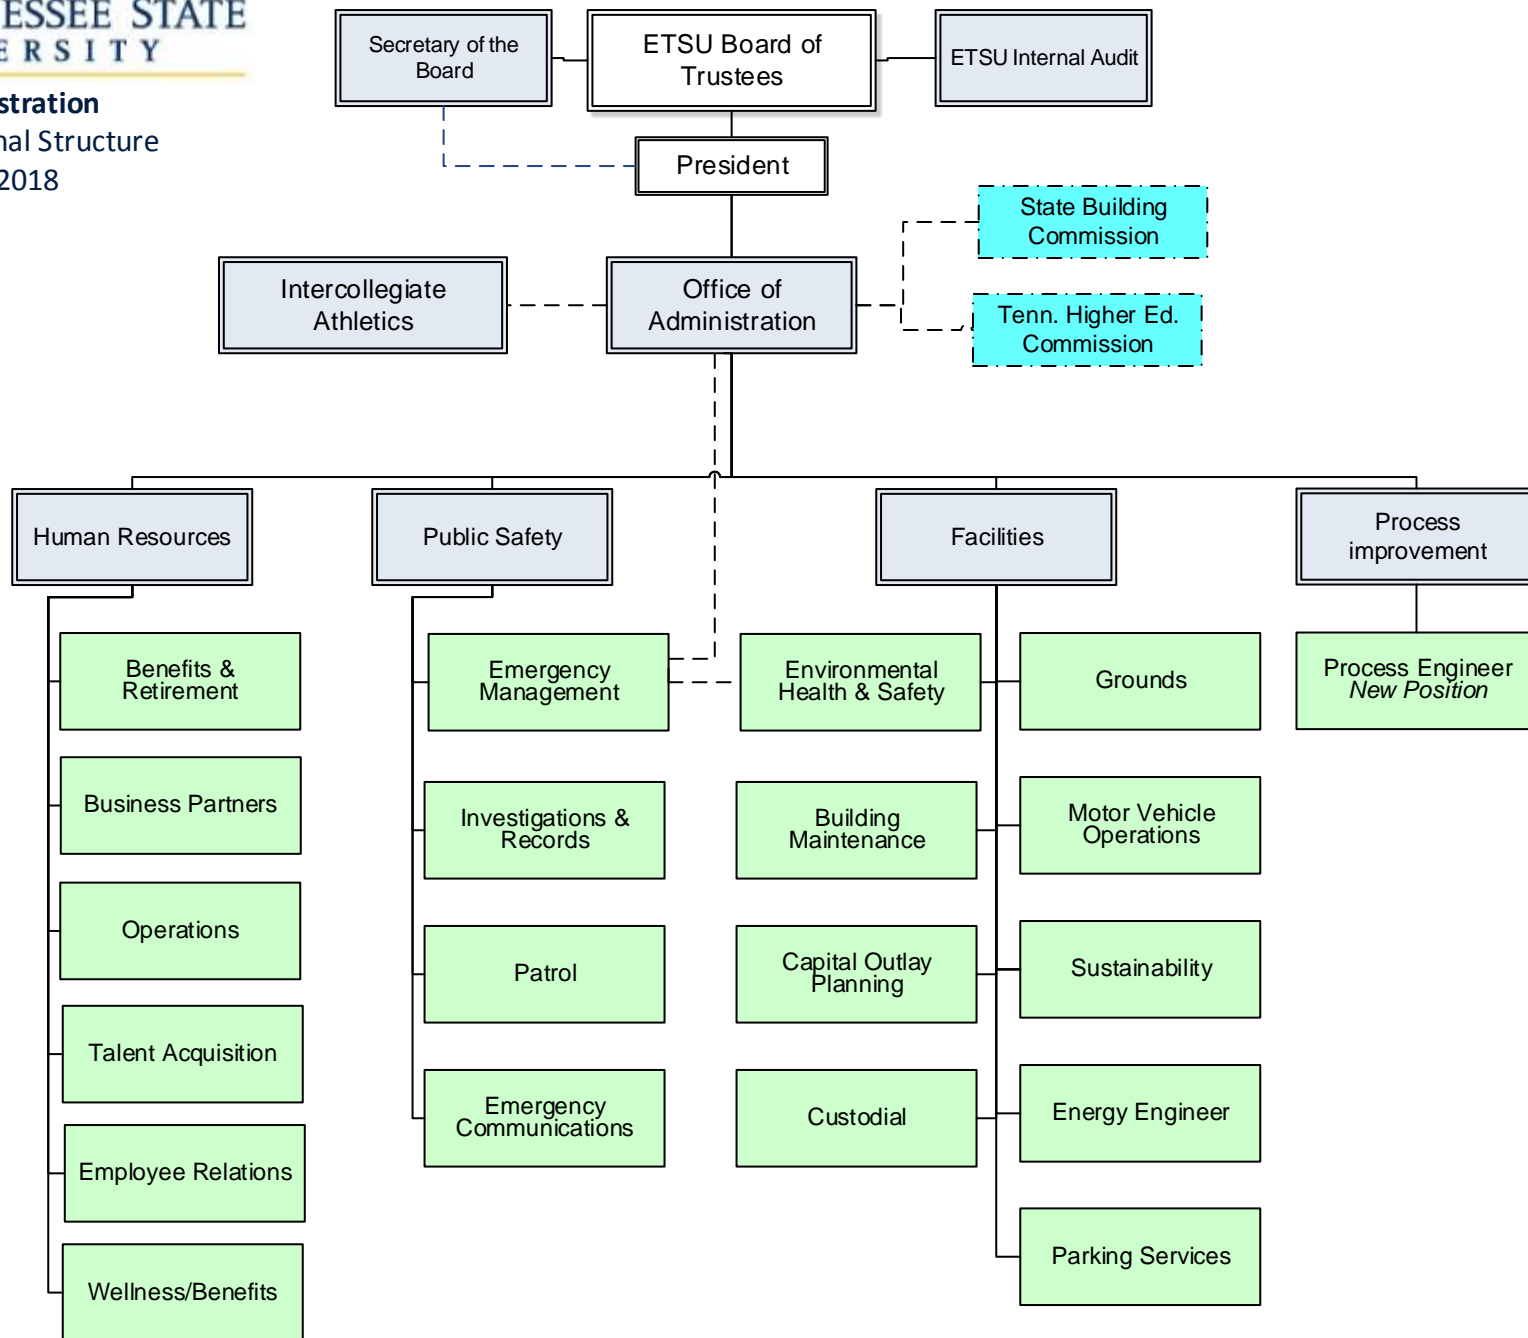 ESSEE STATE
ERSITY
stration
nal Structure
2018
Secretary of the
Board
ETSU Board of
Trustees
ETSU Internal Audit
President
State Building
Commission
Intercollegiate
Athletics
Office of
Administration
Tenn. Higher Ed.
Commission
Human Resources
Public Safety
Facilities
Process
improvement
Benefits &
Retirement
Emergency
Management
Environmental
Health & Safety
Grounds
Process Engineer
New Position
Business Partners
Investigations &
Records
Building
Maintenance
Motor Vehicle
Operations
Operations
Patrol
Capital Outlay
Planning
Sustainability
Talent Acquisition
Emergency
Communications
Custodial
Energy Engineer
Employee Relations
Parking Services
Wellness/Benefits